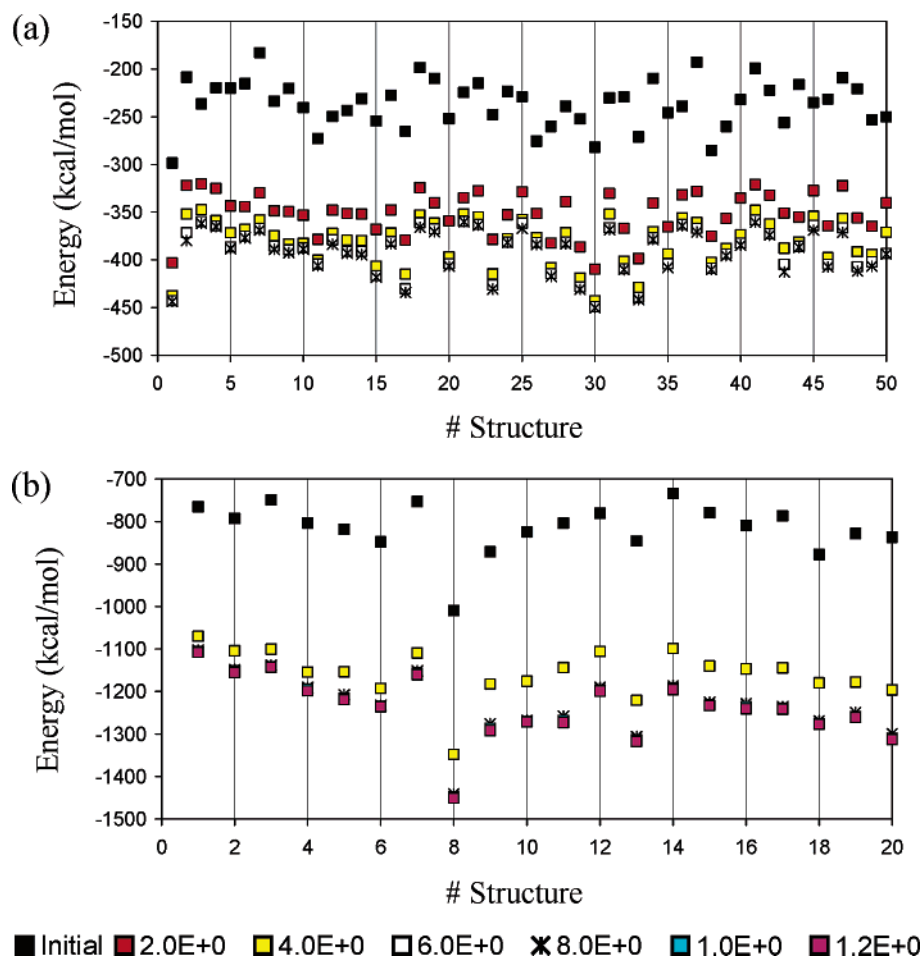 (a)
-150
-200
-250
-300
-350
-400
-450
-500
Energy (kcal/mol)
0 5 10 15 20 25 30 35 40 45 50
# Structure
(b)
-700
-800
-900
-1000
-1100
-1200
-1300
-1400
-1500
Energy (kcal/mol)
0 2 4 6 8 10 12 14 16 18 20
# Structure
Initial 2.0E+0 4.0E+0 6.0E+0 8.0E+0 1,0E+0 1,2E+0